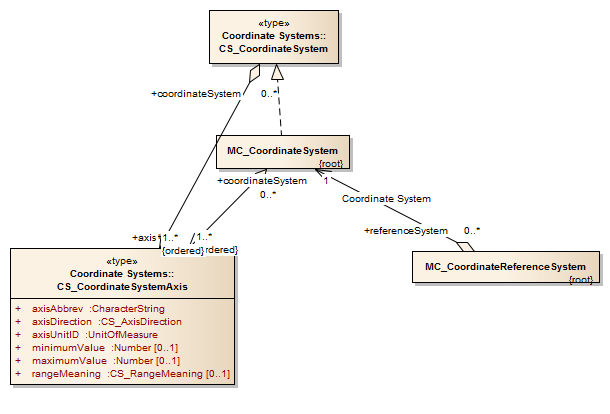 «type»
Coordinate Systems::
CS_CoordinateSystem
+coordinateSystem
0..*
MC_CoordinateSystem
{root}
+coordinateSystem
0..*
1
Coordinate System
+referenceSystem
0..*
+axis
1..*
1..*
{ordered}
rdered}
MC_CoordinateReferenceSystem
{root}
«type»
Coordinate Systems::
CS_CoordinateSystemAxis
+ axisAbbrev :CharacterString
+ axisDirection :CS_AxisDirection
+ axisUnitID :UnitOfMeasure
+ minimumValue :Number [0..1]
+ maximumValue :Number [0..1]
+ rangeMeaning :CS_RangeMeaning [0..1]